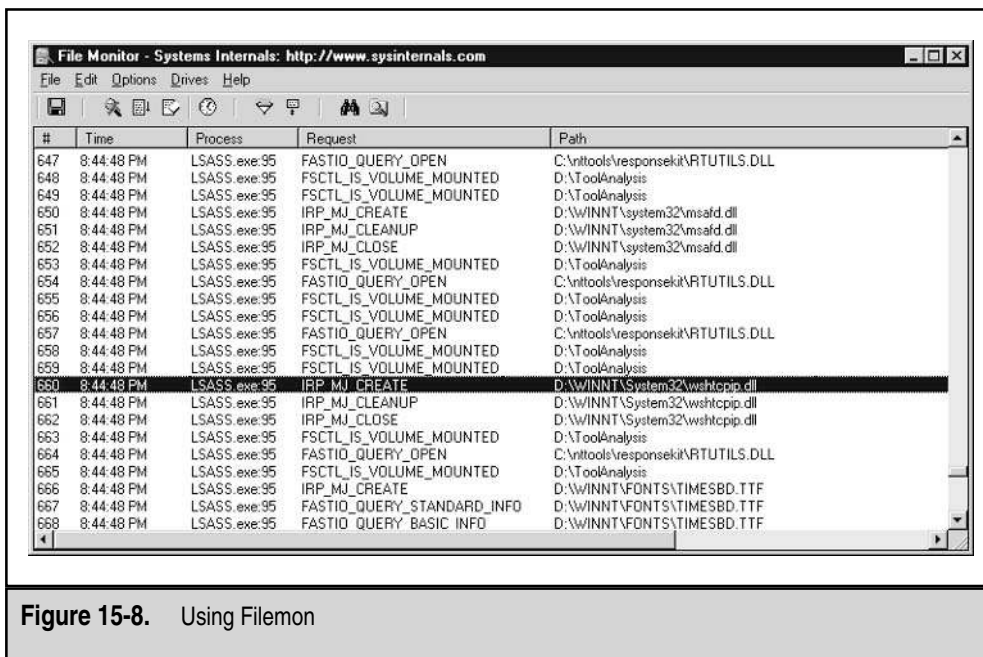 File Monitor - Systems Internals: http://www.sysinternals.com
File Edit Options Drives Help
# Time Process Request Path
647 8:44:48 PM LSASS.exe:95 FASTIO_QUERY_OPEN C:\nttools\responsekit\RTUTILS.DLL
648 8:44:48 PM LSASS.exe:95 FSCTL_IS_VOLUME_MOUNTED D:\ToolAnalysis
649 8:44:48 PM LSASS.exe:95 FSCTL_IS_VOLUME_MOUNTED D:\ToolAnalysis
650 8:44:48 PM LSASS.exe:95 IRP_MJ_CREATE D:\WINNT\system32\msafd.dll
651 8:44:48 PM LSASS.exe:95 IRP_MJ_CLEANUP D:\WINNT\system32\msafd.dll
652 8:44:48 PM LSASS.exe:95 IRP_MJ_CLOSE D:\WINNT\system32\msafd.dll
653 8:44:48 PM LSASS.exe:95 FSCTL_IS_VOLUME_MOUNTED D:\ToolAnalysis
654 8:44:48 PM LSASS.exe:95 FASTIO_QUERY_OPEN C:\nttools\responsekit\RTUTILS.DLL
655 8:44:48 PM LSASS.exe:95 FSCTL_IS_VOLUME_MOUNTED D:\ToolAnalysis
656 8:44:48 PM LSASS.exe:95 FSCTL_IS_VOLUME_MOUNTED D:\ToolAnalysis
657 8:44:48 PM LSASS.exe:95 FASTIO_QUERY_OPEN C:\nttools\responsekit\RTUTILS.DLL
658 8:44:48 PM LSASS.exe:95 FSCTL_IS_VOLUME_MOUNTED D:\ToolAnalysis
659 8:44:48 PM LSASS.exe:95 FSCTL_IS_VOLUME_MOUNTED D:\ToolAnalysis
660 8:44:48 PM LSASS.exe:95 IRP_MJ_CREATE D:\WINNT\System32\wshtcpip.dll
661 8:44:48 PM LSASS.exe:95 IRP_MJ_CLEANUP D:\WINNT\System32\wshtcpip.dll
662 8:44:48 PM LSASS.exe:95 IRP_MJ_CLOSE D:\WINNT\System32\wshtcpip.dll
663 8:44:48 PM LSASS.exe:95 FSCTL_IS_VOLUME_MOUNTED D:\ToolAnalysis
664 8:44:48 PM LSASS.exe:95 FASTIO_QUERY_OPEN C:\nttools\responsekit\RTUTILS.DLL
665 8:44:48 PM LSASS.exe:95 FSCTL_IS_VOLUME_MOUNTED D:\ToolAnalysis
666 8:44:48 PM LSASS.exe:95 IRP_MJ_CREATE D:\WINNT\FONTS\TIMESBD.TTF
667 8:44:48 PM LSASS.exe:95 FASTIO_QUERY_STANDARD_INFO D:\WINNT\FONTS\TIMESBD.TTF
668 8:44:48 PM LSASS.exe:95 FASTIO_QUERY_BASIC_INFO D:\WINNT\FONTS\TIMESBD.TTF
Figure 15-8. Using Filemon